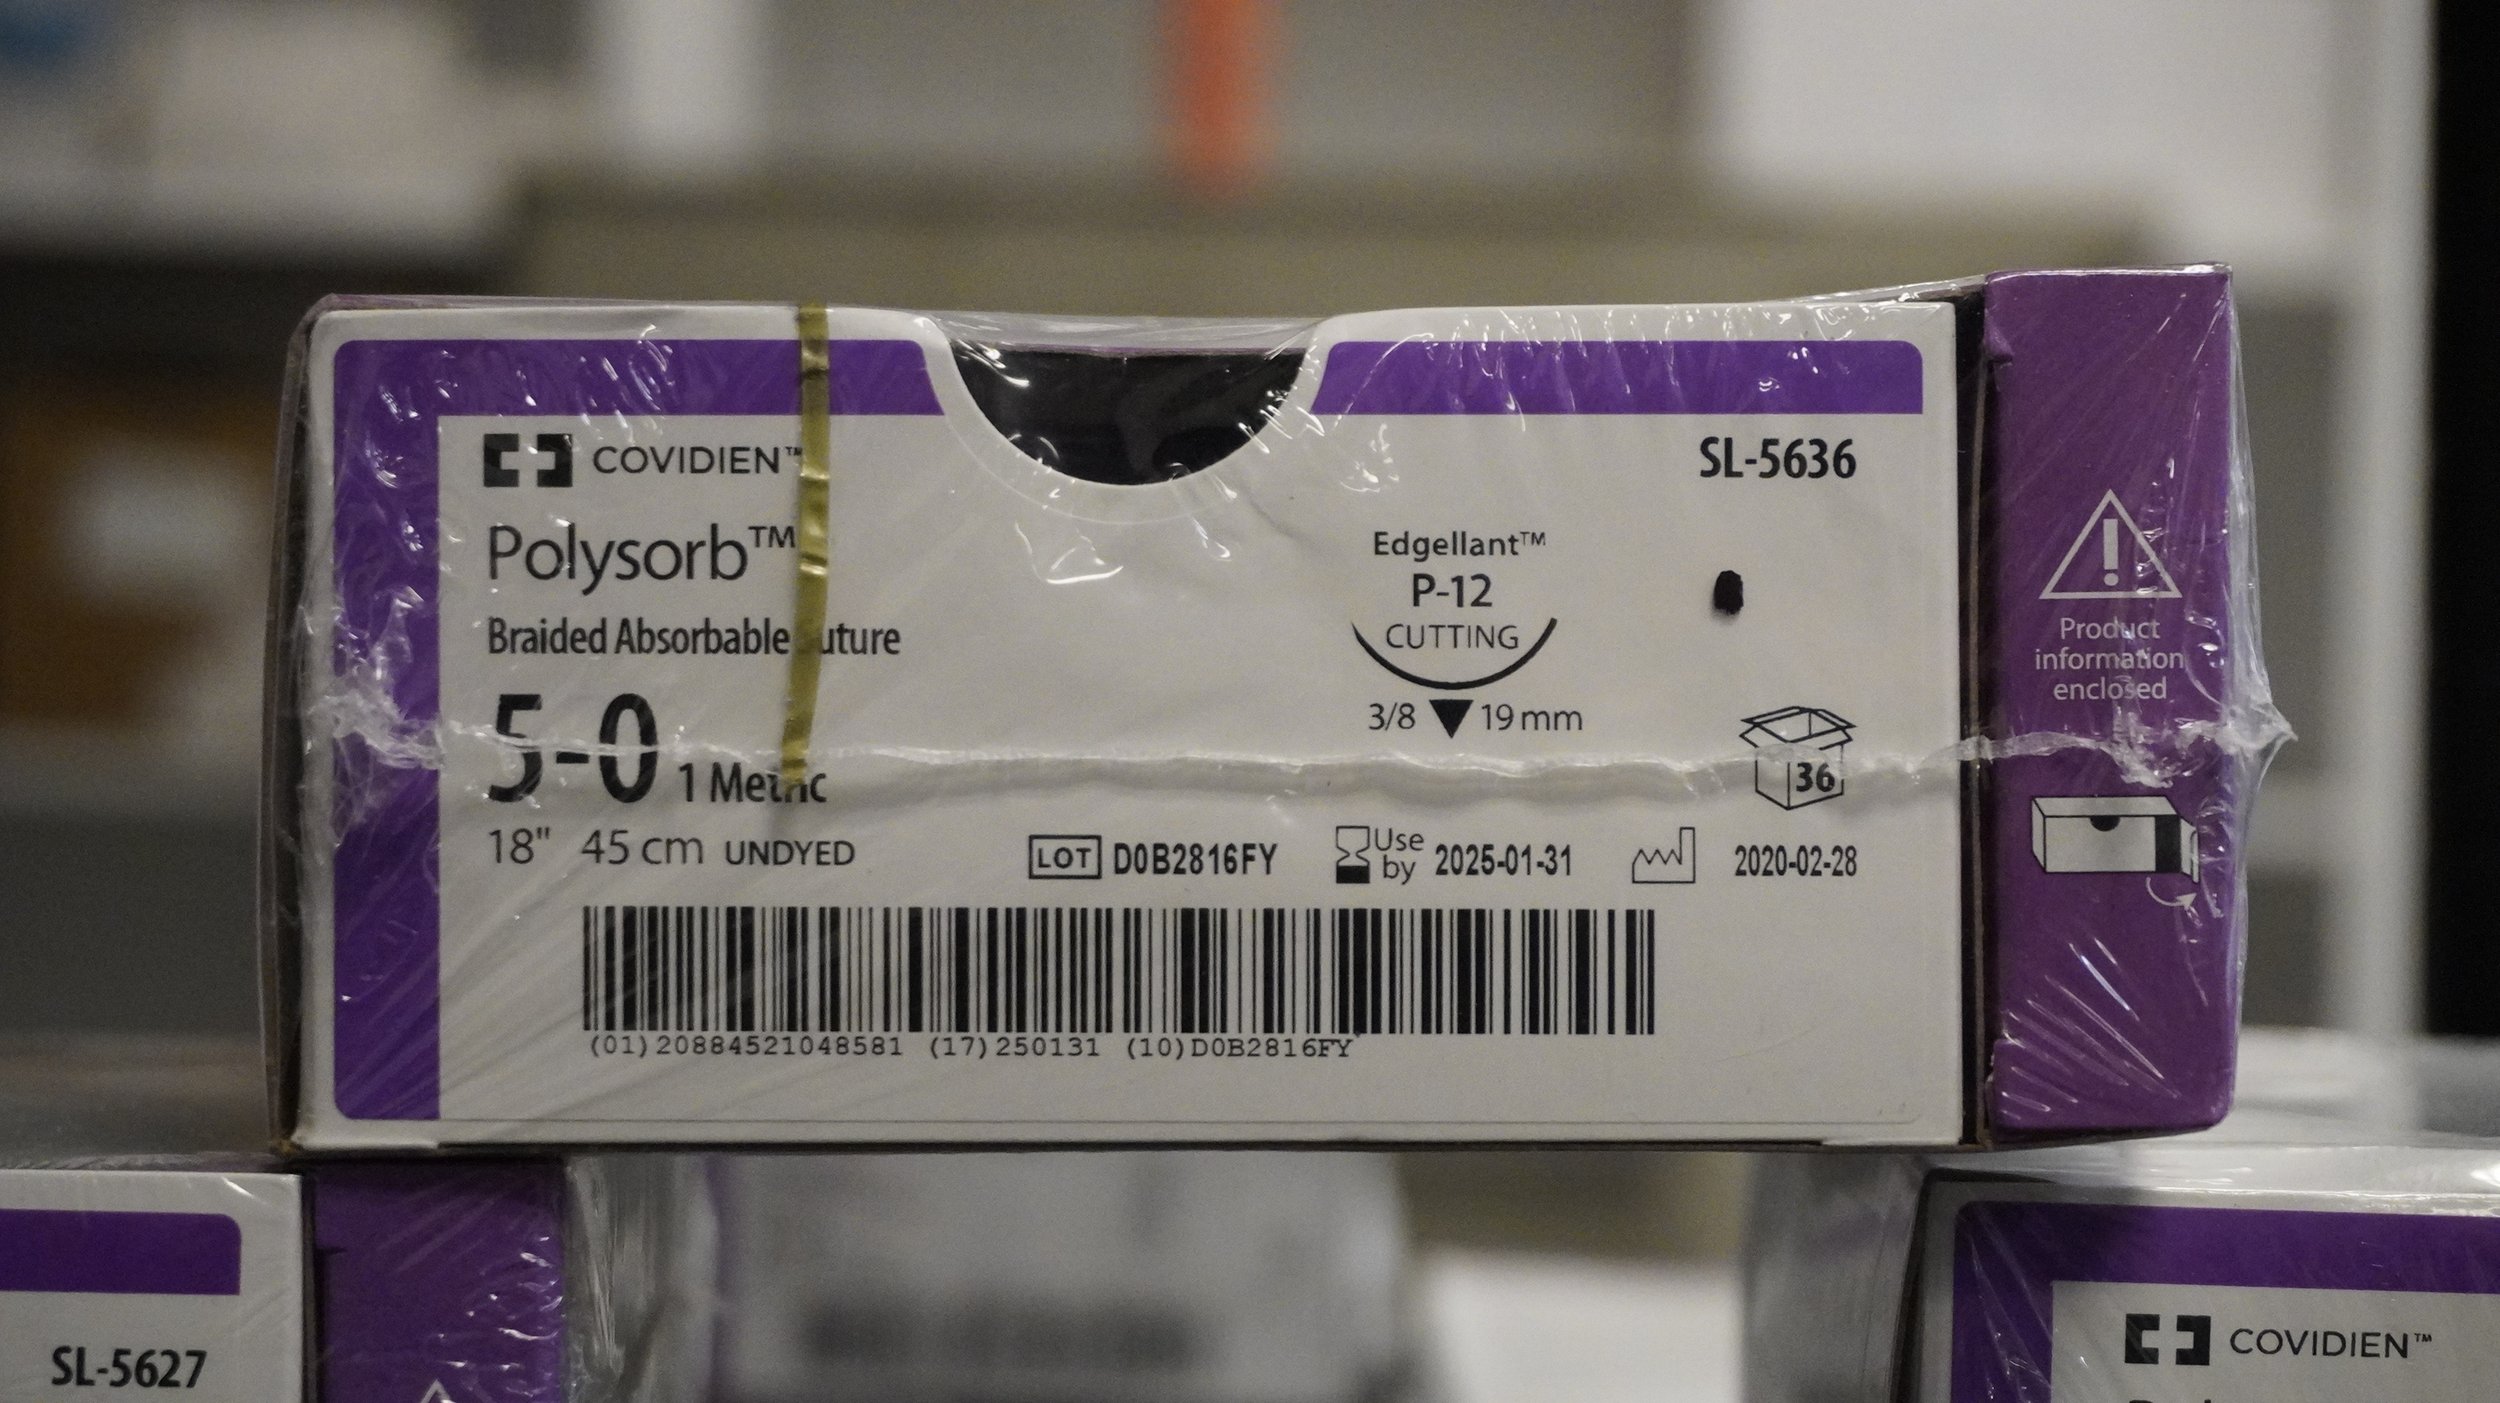 COVIDIEN™
SL-5636
Polysorb™
Braided Absorbable uture
5-0 1 Metric
18" 45 cm UNDYED
Edgellant™
P-12
CUTTING
3/8 19 mm
36
LOT D0B2816FY
Use
by 2025-01-31
2020-02-28
(01)20884521048581 (17)250131 (10)D0B2816FY
!
Product
information
enclosed
SL-5627
COVIDIEN™